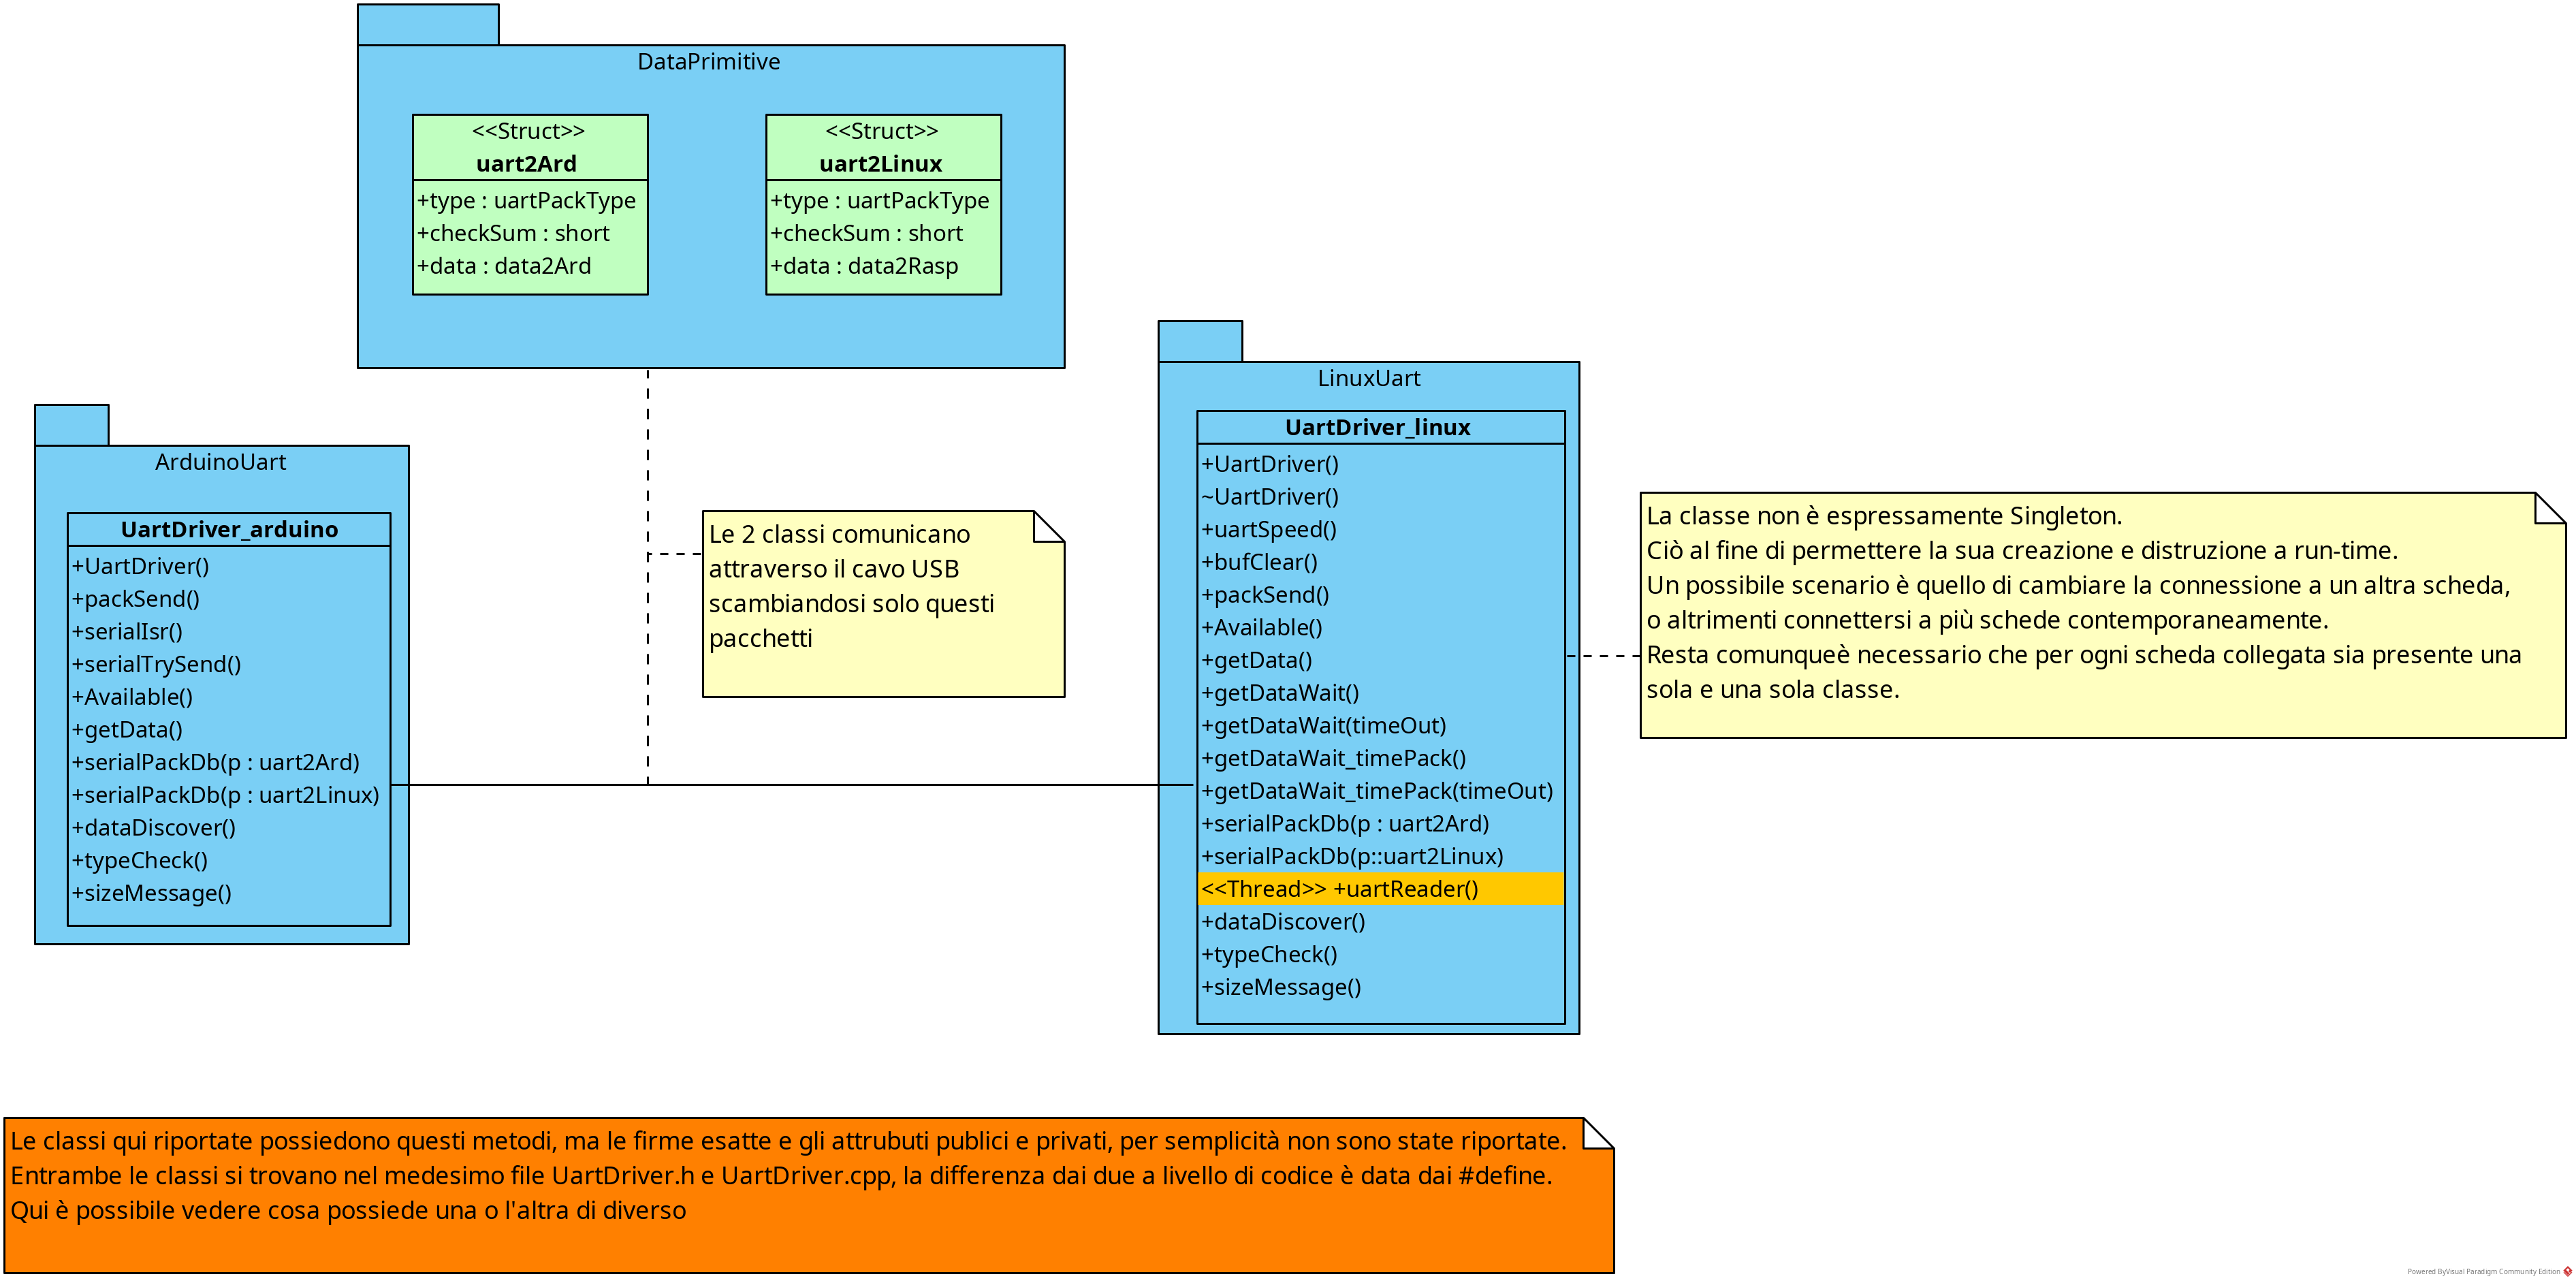 DataPrimitive
<<Struct>>
uart2Ard
+type : uartPackType
+checkSum : short
+data : data2Ard
<<Struct>>
uart2Linux
+type : uartPackType
+checkSum : short
+data : data2Rasp
ArduinoUart
UartDriver_arduino
+UartDriver()
+packSend()
+serialIsr()
+serialTrySend()
+Available()
+getData()
+serialPackDb(p : uart2Ard)
+serialPackDb(p : uart2Linux)
+dataDiscover()
+typeCheck()
+sizeMessage()
Le 2 classi comunicano
attraverso il cavo USB
scambiandosi solo questi
pacchetti
LinuxUart
UartDriver_linux
+UartDriver()
~UartDriver()
+uartSpeed()
+bufClear()
+packSend()
+Available()
+getData()
+getDataWait()
+getDataWait(timeOut)
+getDataWait_timePack()
+getDataWait_timePack(timeOut)
+serialPackDb(p : uart2Ard)
+serialPackDb(p::uart2Linux)
<<Thread>> +uartReader()
+dataDiscover()
+typeCheck()
+sizeMessage()
La classe non è espressamente Singleton.
Ciò al fine di permettere la sua creazione e distruzione a run-time.
Un possibile scenario è quello di cambiare la connessione a un altra scheda,
o altrimenti connettersi a più schede contemporaneamente.
Resta comunqueè necessario che per ogni scheda collegata sia presente una
sola e una sola classe.
Le classi qui riportate possiedono questi metodi, ma le firme esatte e gli attrubuti publici e privati, per semplicità non sono state riportate.
Entrambe le classi si trovano nel medesimo file UartDriver.h e UartDriver.cpp, la differenza dai due a livello di codice è data dai #define.
Qui è possibile vedere cosa possiede una o l'altra di diverso
Powered ByVisual Paradigm Community Edition